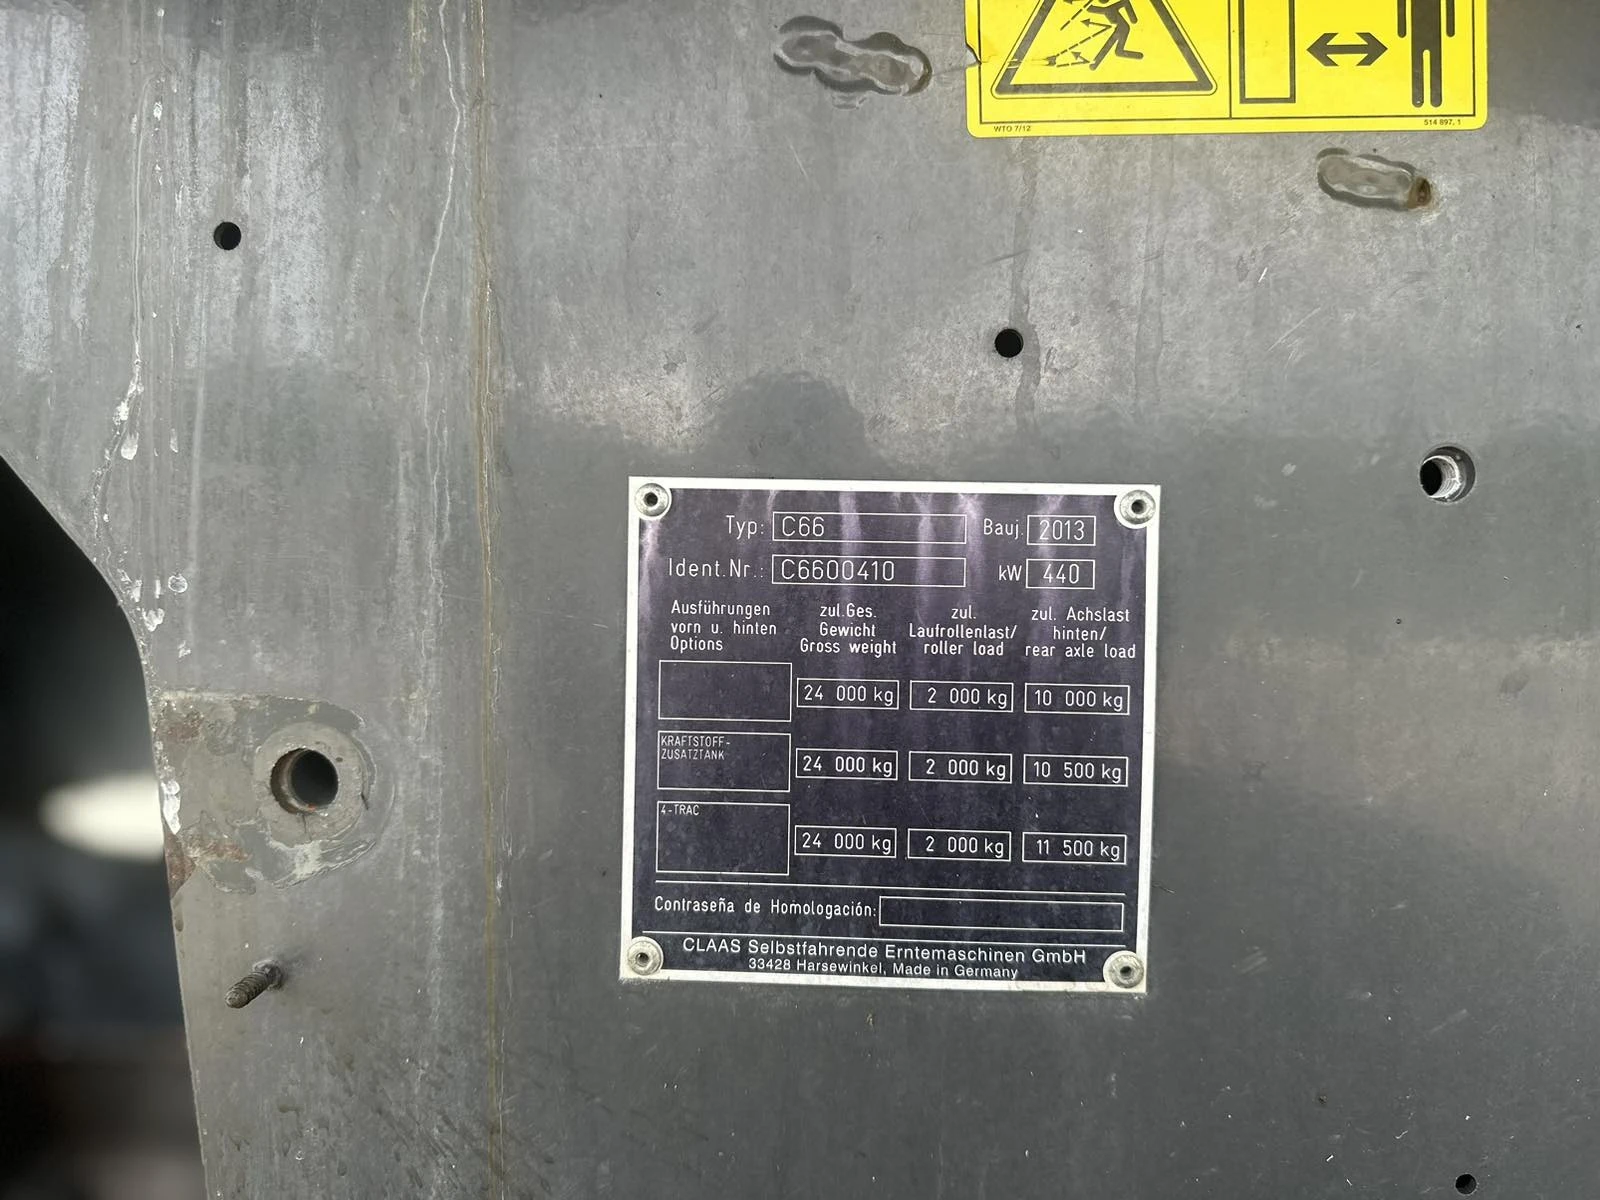 WTO 7/12
514 897. 1
Typ: C66 Bauj. 2013
Ident.Nr.: C6600410 kW 440
Ausführungen vorn u. hinten Options
zul.Ges. Gewicht Gross weight
zul. Laufrollenlast/ roller load
zul. Achslast hinten/ rear axle load
24 000 kg 2 000 kg 10 000 kg
KRAFTSTOFF-
ZUSATZTANK
24 000 kg 2 000 kg 10 500 kg
4-TRAC
24 000 kg 2 000 kg 11 500 kg
Contraseña de Homologación:
CLAAS Selbstfahrende Erntemaschinen GmbH
33428 Harsewinkel, Made in Germany